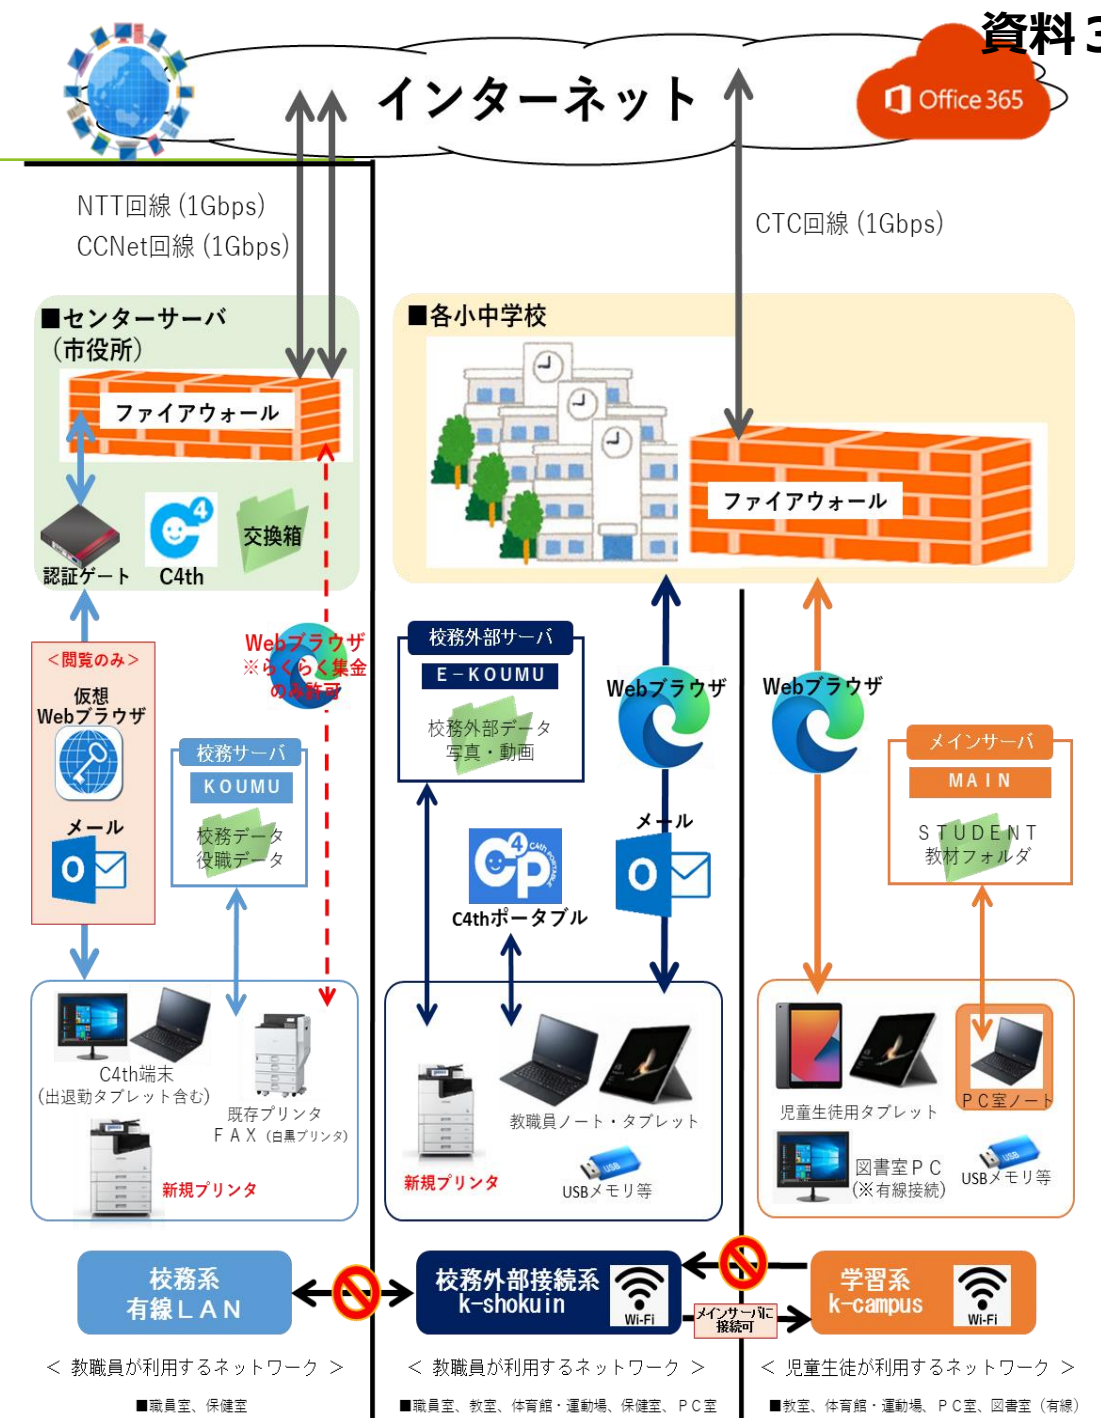 資料３
インターネット
Office 365
NTT回線 (1Gbps)
CCNet回線 (1Gbps)
CTC回線 (1Gbps)
■センターサーバ
（市役所）
ファイアウォール
認証ゲート
C4th
交換箱
■各小中学校
ファイアウォール
＜閲覧のみ＞
仮想
Webブラウザ
メール
Webブラウザ
※らくらく集金
のみ許可
校務サーバ
ＫＯＵＭＵ
校務データ
役職データ
校務外部サーバ
Ｅ－ＫＯＵＭＵ
校務外部データ
写真・動画
Webブラウザ
メール
C4th PORTABLE
C4thポータブル
Webブラウザ
メインサーバ
ＭＡＩＮ
ＳＴＵＤＥＮＴ
教材フォルダ
C4th端末
(出退勤タブレット含む)
既存プリンタ
ＦＡＸ（白黒プリンタ）
新規プリンタ
教職員ノート・タブレット
新規プリンタ
USB
USBメモリ等
児童生徒用タブレット
ＰＣ室ノート
図書室ＰＣ
(※有線接続)
USB
USBメモリ等
校務系
有線ＬＡＮ
校務外部接続系
k-shokuin
Wi-Fi
メインサーバに
接続可
学習系
k-campus
Wi-Fi
＜ 教職員が利用するネットワーク ＞
＜ 教職員が利用するネットワーク ＞
＜ 児童生徒が利用するネットワーク ＞
■職員室、保健室
■職員室、教室、体育館・運動場、保健室、ＰＣ室
■教室、体育館・運動場、ＰＣ室、図書室（有線）